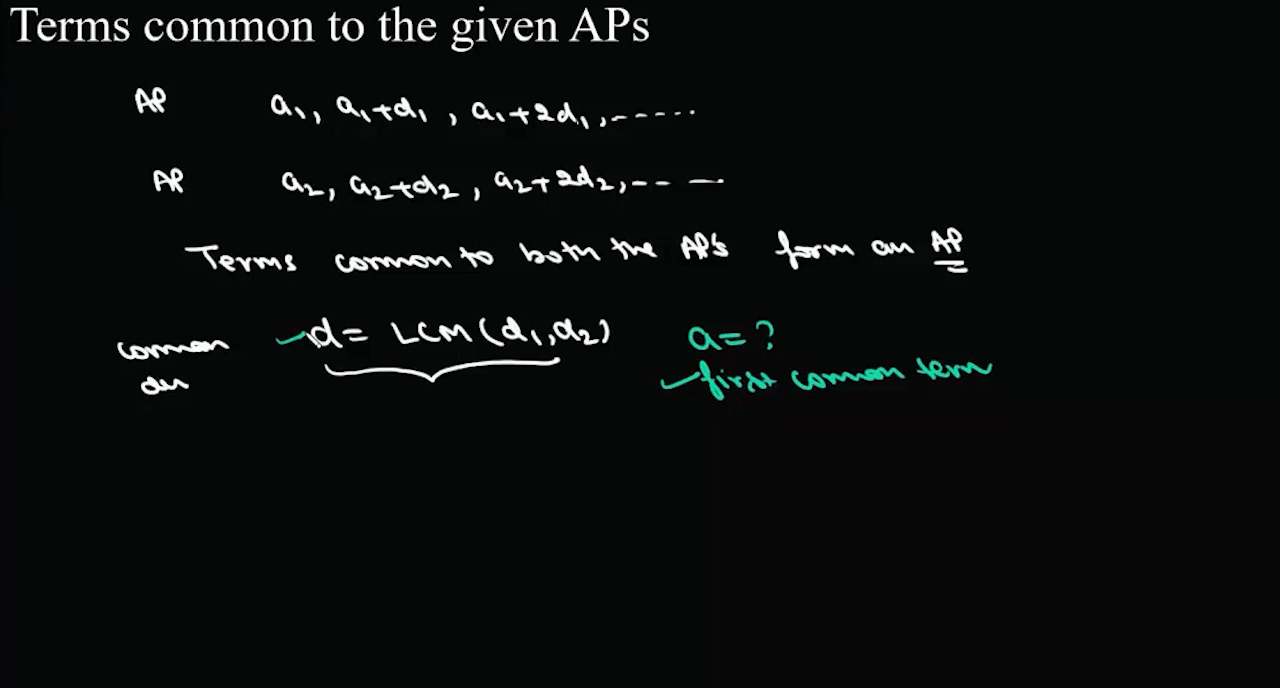 Terms common to the given APs
AP a₁, a₁+d₁, a₁+2d₁, ------
AP a₂, a₂+d₂, a₂+2d₂, -- —
Terms common to both the AP's form an AP
common d = LCM(d₁,d₂) a = ?
first common term